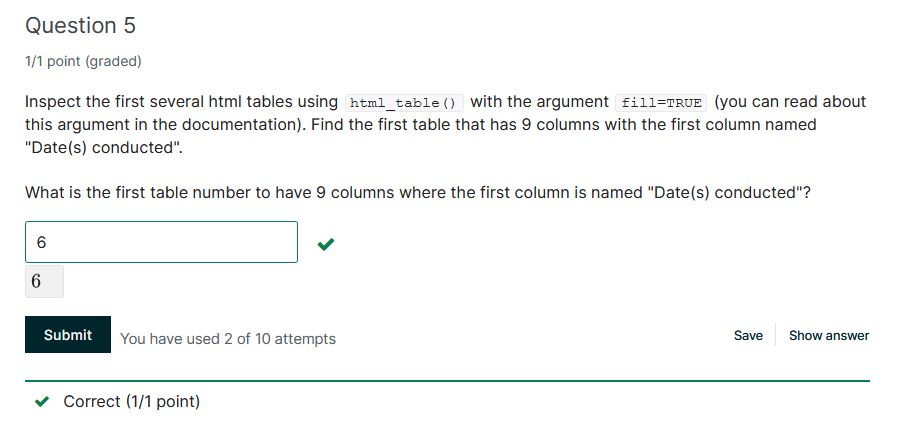 Question 5
1/1 point (graded)
Inspect the first several html tables using html_table() with the argument fill=TRUE (you can read about
this argument in the documentation). Find the first table that has 9 columns with the first column named
"Date(s) conducted".
What is the first table number to have 9 columns where the first column is named "Date(s) conducted"?
6
6
Submit You have used 2 of 10 attempts Save Show answer
Correct (1/1 point)